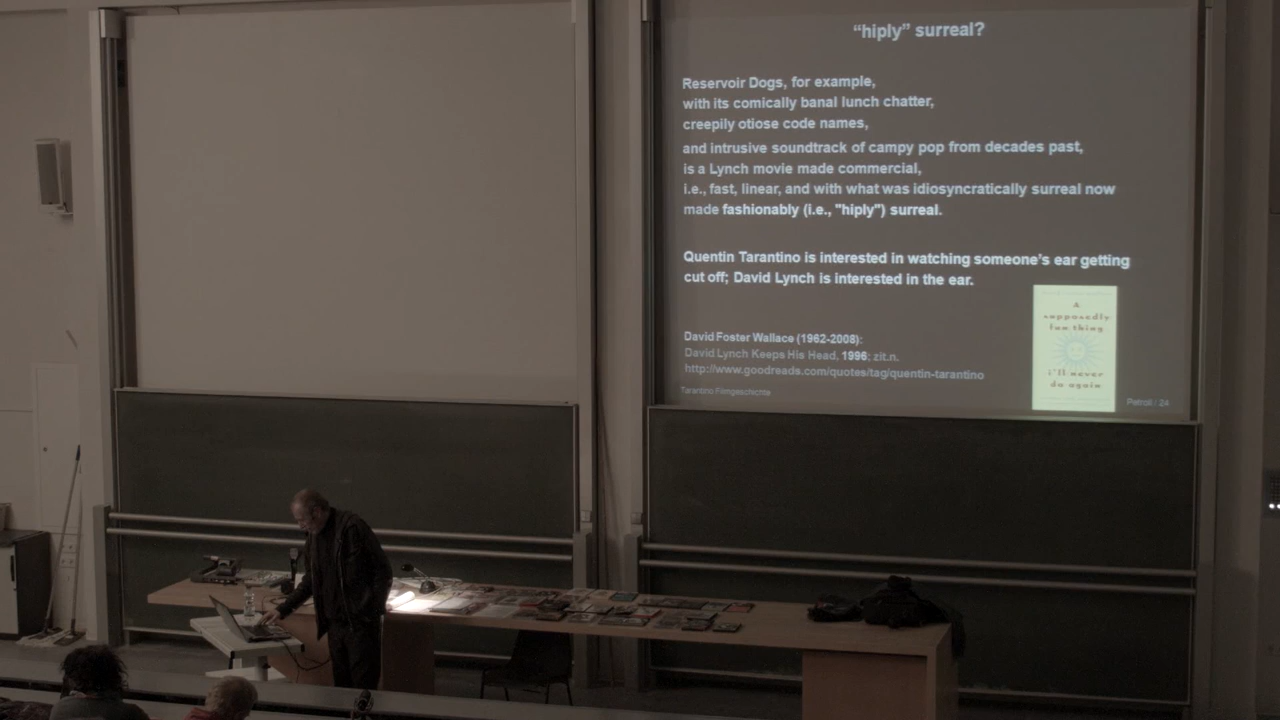 “hiply” surreal?
Reservoir Dogs, for example,
with its comically banal lunch chatter,
creepily otiose code names,
and intrusive soundtrack of campy pop from decades past,
is a Lynch movie made commercial,
i.e., fast, linear, and with what was idiosyncratically surreal now
made fashionably (i.e., "hiply") surreal.
Quentin Tarantino is interested in watching someone’s ear getting
cut off; David Lynch is interested in the ear.
David Foster Wallace (1962-2008):
David Lynch Keeps His Head, 1996; zit.n.
http://www.goodreads.com/quotes/tag/quentin-tarantino
A
supposedly
fun thing
i'll never
do again
Tarantino Filmgeschichte
Petroll / 24